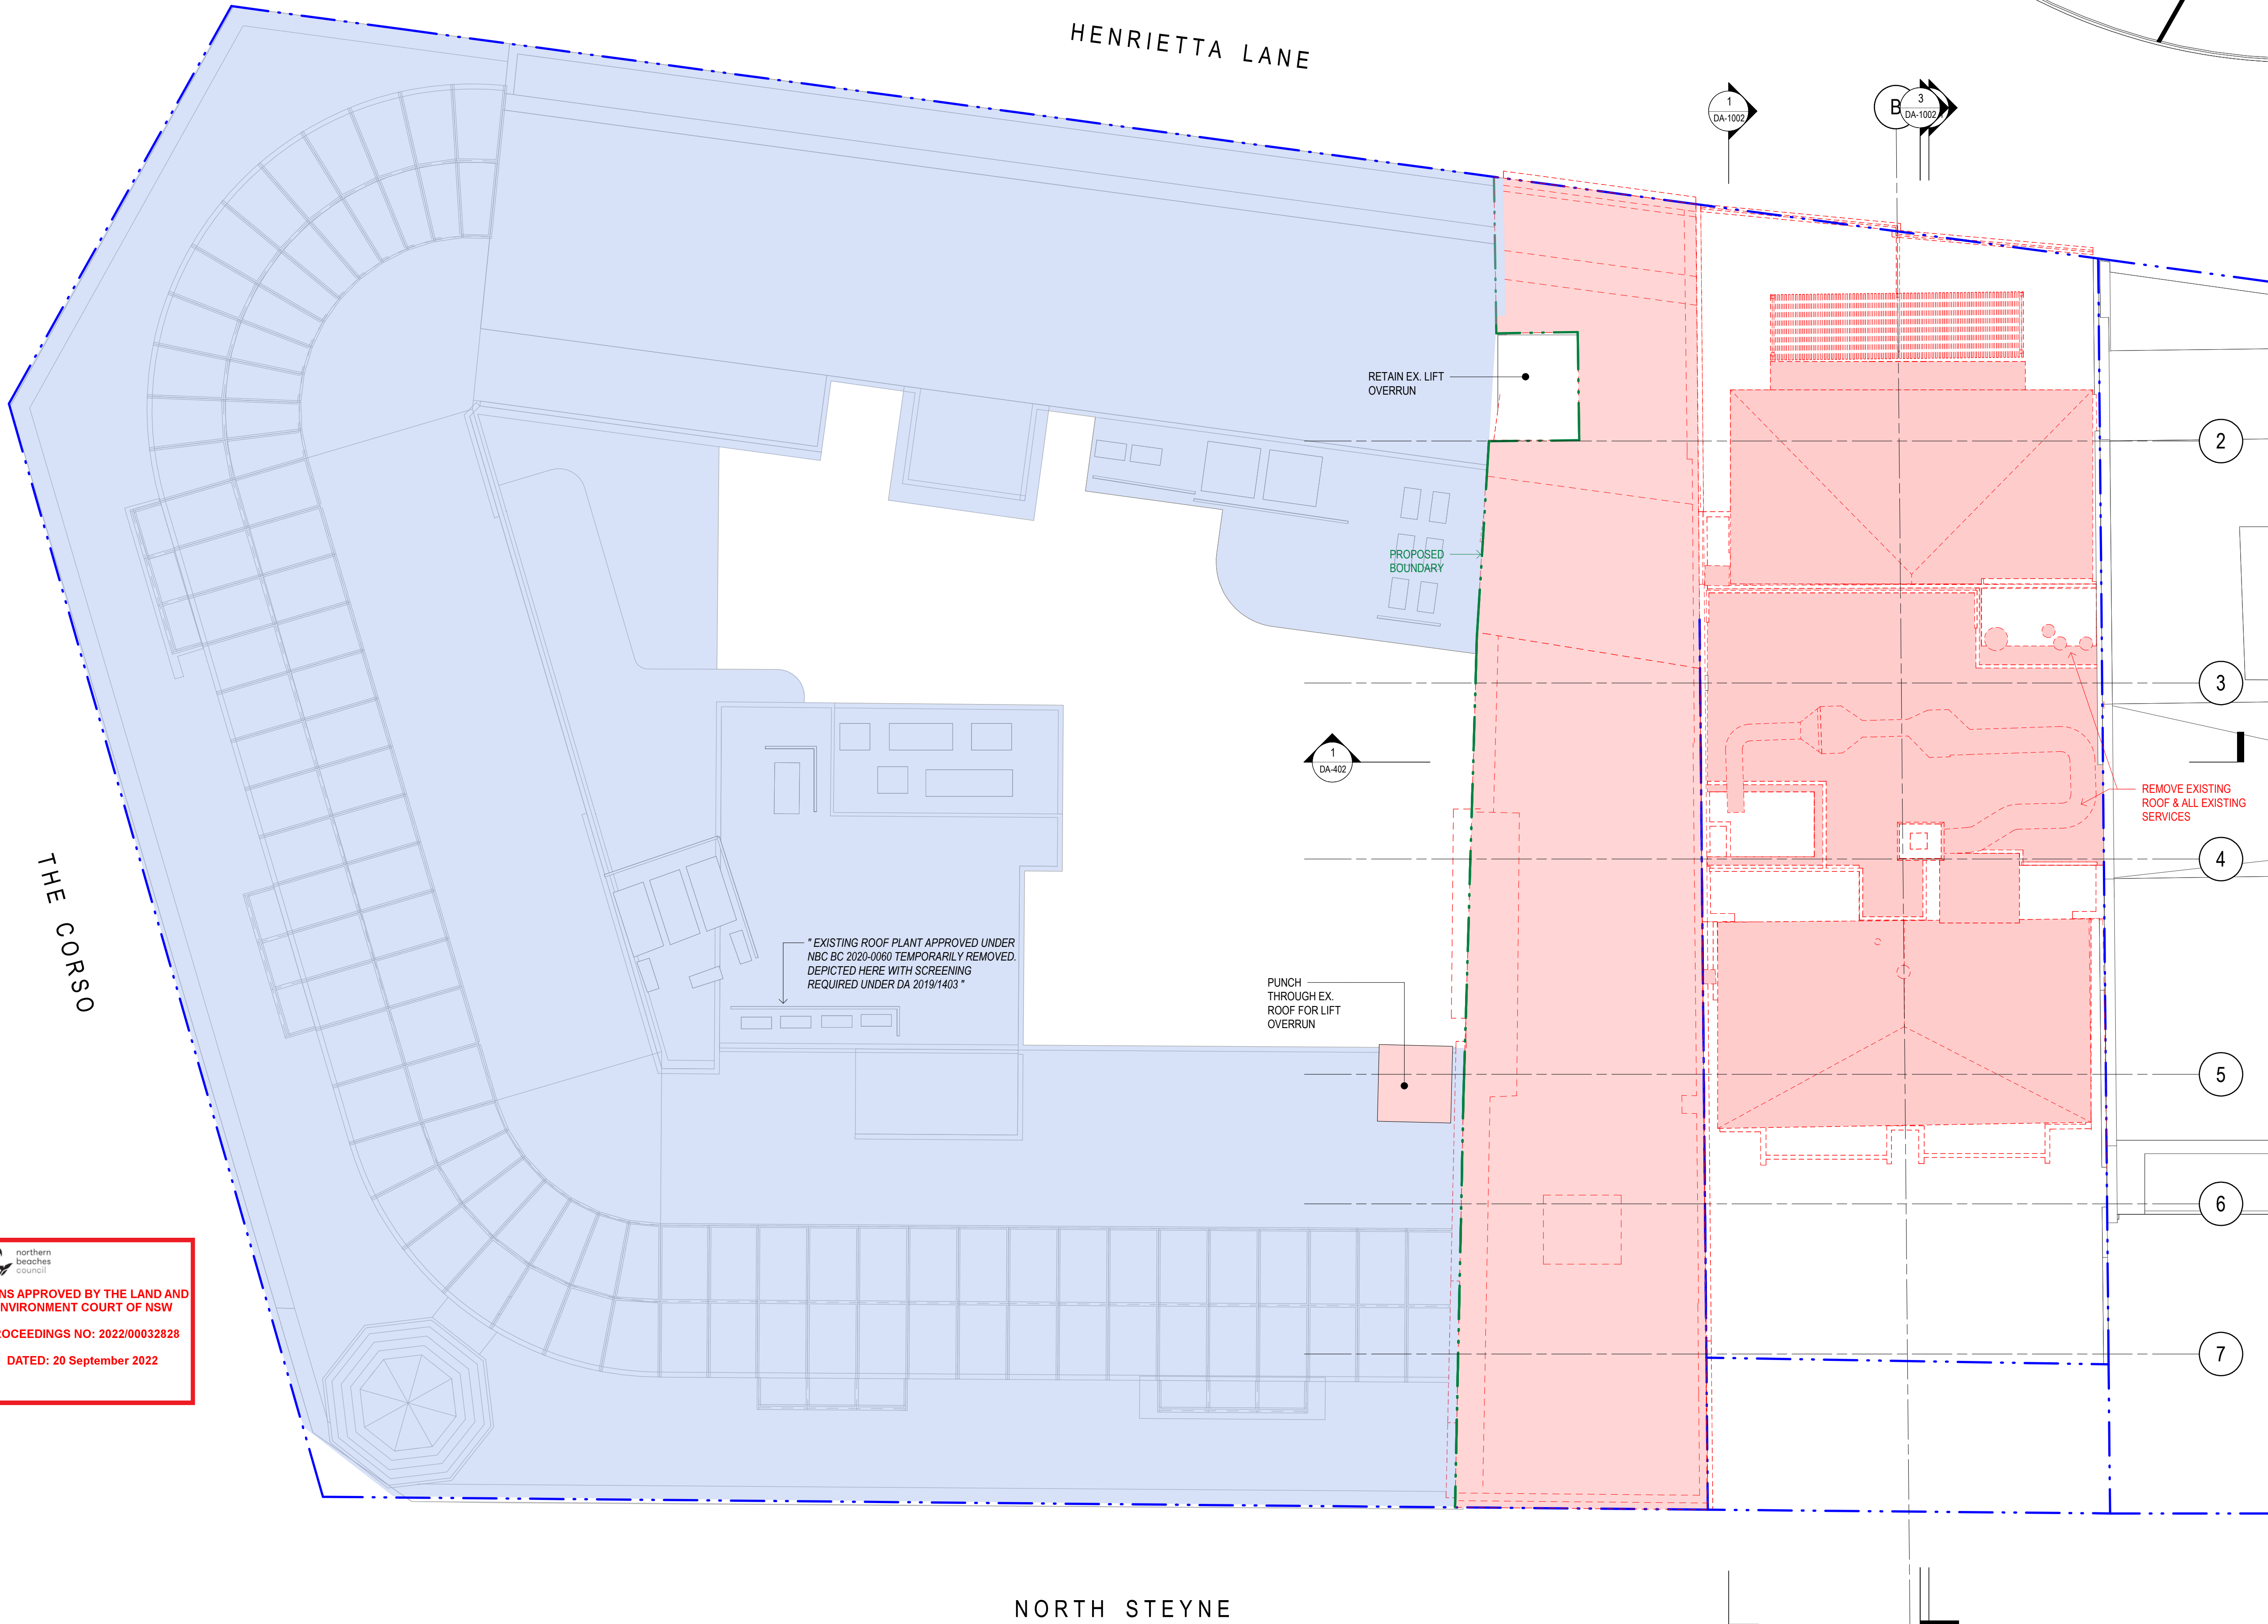 HENRIETTA LANE
1
DA-1002
B
3
DA-1002
RETAIN EX. LIFT
OVERRUN
2
PROPOSED
BOUNDARY
3
1
DA-402
REMOVE EXISTING
ROOF & ALL EXISTING
SERVICES
4
THE CORSO
" EXISTING ROOF PLANT APPROVED UNDER
NBC BC 2020-0060 TEMPORARILY REMOVED.
DEPICTED HERE WITH SCREENING
REQUIRED UNDER DA 2019/1403 "
PUNCH
THROUGH EX.
ROOF FOR LIFT
OVERRUN
5
6
northern
beaches
council
NS APPROVED BY THE LAND AND
NVIRONMENT COURT OF NSW
OCEEDINGS NO: 2022/00032828
DATED: 20 September 2022
7
NORTH STEYNE